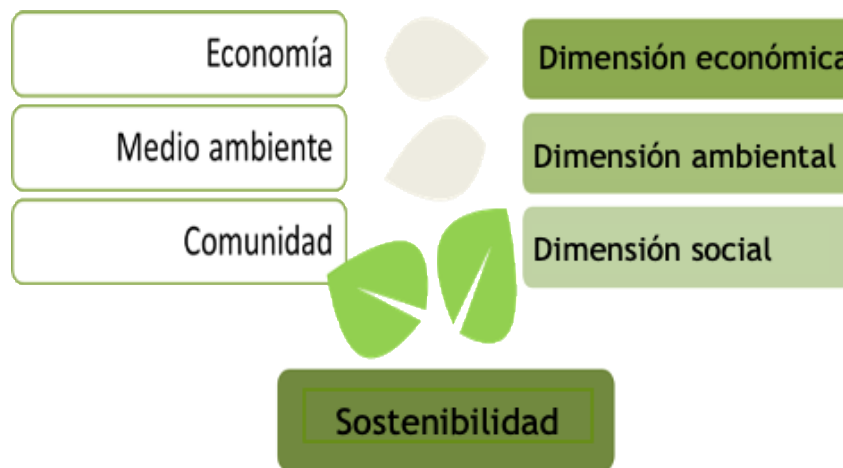 Economía
Dimensión económica
Medio ambiente
Dimensión ambiental
Comunidad
Dimensión social
Sostenibilidad